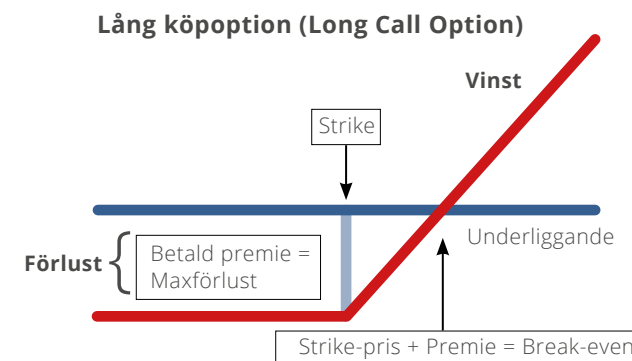 Lång köpoption (Long Call Option)
Vinst
Strike
Underliggande
Förlust
Betald premie =
Maxförlust
Strike-pris + Premie = Break-even